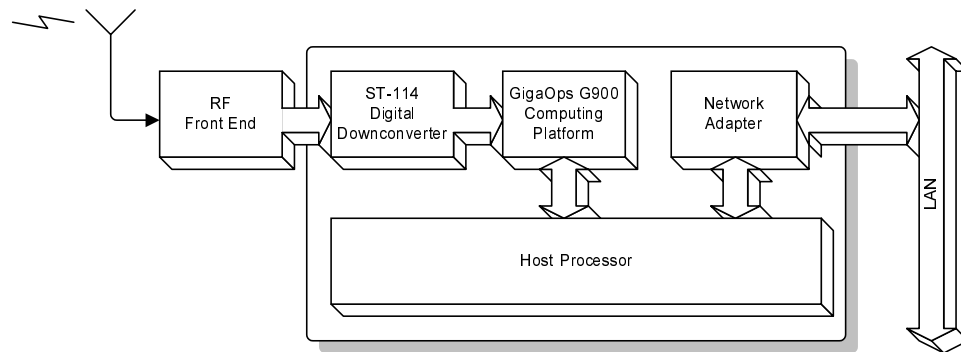 RF
Front End
ST-114
Digital
Downconverter
GigaOps G900
Computing
Platform
Network
Adapter
LAN
Host Processor